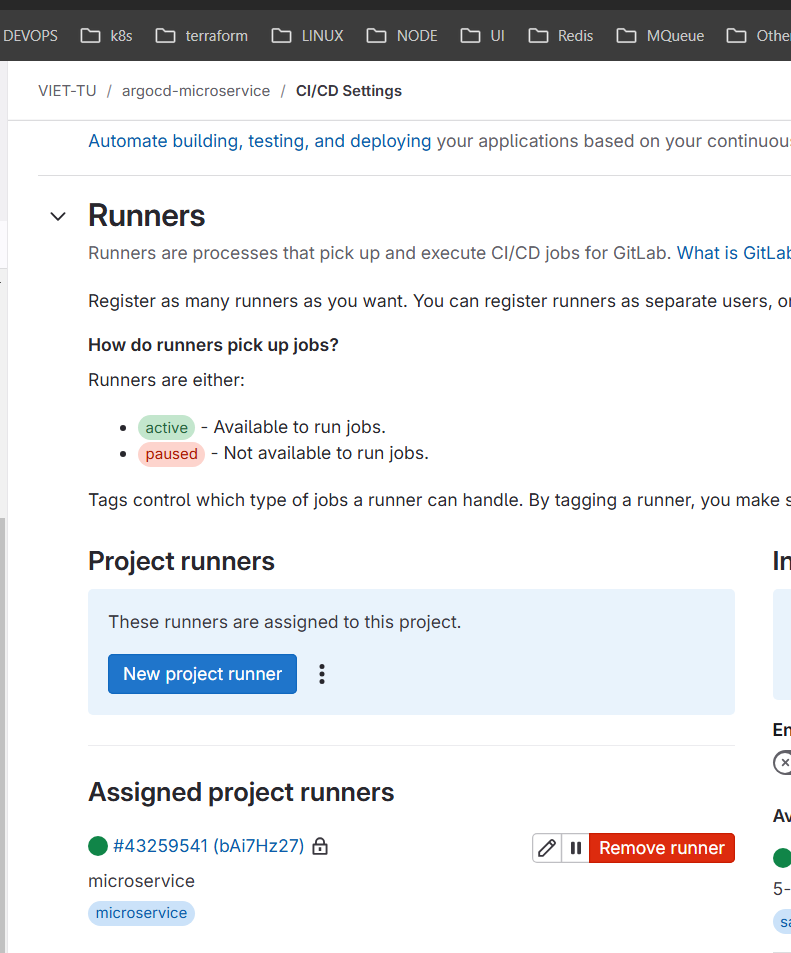 DEVOPS k8s terraform LINUX NODE UI Redis MQueue Othe
VIET-TU / argocd-microservice / CI/CD Settings
Automate building, testing, and deploying your applications based on your continuou
Runners
Runners are processes that pick up and execute CI/CD jobs for GitLab. What is GitLab
Register as many runners as you want. You can register runners as separate users, o
How do runners pick up jobs?
Runners are either:
active - Available to run jobs.
paused - Not available to run jobs.
Tags control which type of jobs a runner can handle. By tagging a runner, you make s
Project runners
In
These runners are assigned to this project.
New project runner
En
Assigned project runners
Av
#43259541 (bAi7Hz27)
Remove runner
microservice
5-
microservice
sa